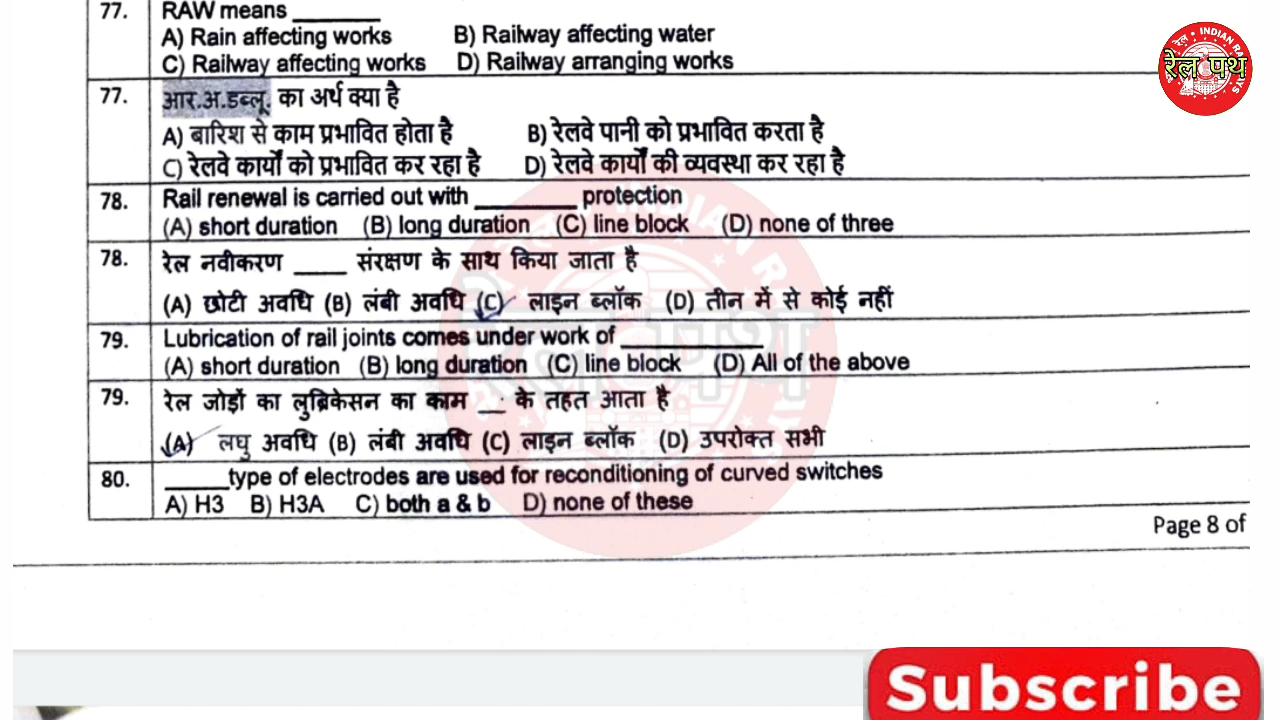 77. RAW means ________
A) Rain affecting works B) Railway affecting water
C) Railway affecting works D) Railway arranging works
77. आर.अ.डब्लू. का अर्थ क्या है
A) बारिश से काम प्रभावित होता है B) रेलवे पानी को प्रभावित करता है
C) रेलवे कार्यों को प्रभावित कर रहा है D) रेलवे कार्यों की व्यवस्था कर रहा है
78. Rail renewal is carried out with _________ protection
(A) short duration (B) long duration (C) line block (D) none of three
78. रेल नवीकरण ____ संरक्षण के साथ किया जाता है
(A) छोटी अवधि (B) लंबी अवधि (C) लाइन ब्लॉक (D) तीन में से कोई नहीं
79. Lubrication of rail joints comes under work of _____________
(A) short duration (B) long duration (C) line block (D) All of the above
79. रेल जोड़ों का लुब्रिकेसन का काम __ के तहत आता है
(A) लघु अवधि (B) लंबी अवधि (C) लाइन ब्लॉक (D) उपरोक्त सभी
80. ______type of electrodes are used for reconditioning of curved switches
A) H3 B) H3A C) both a & b D) none of these
Page 8 of
रेल पथ
INDIAN
Subscribe